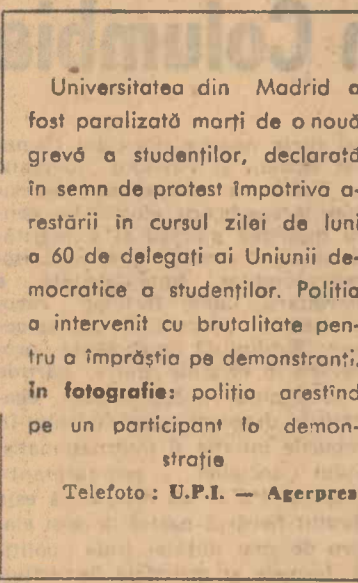 Universitatea din Madrid a
fost paralizată marți de o nouă
grevă a studenților, declarată
în semn de protest împotriva a-
restării in cursul zilei de luni
a 60 de delegați ai Uniunii de-
mocratice a studenților. Poliția
a intervenit cu brutalitate pen-
tru a împrăștia pe demonstranți.
In fotografie: poliția arestînd
pe un participant la demon-
strație
Telefoto : U.P.I. — Agerpres